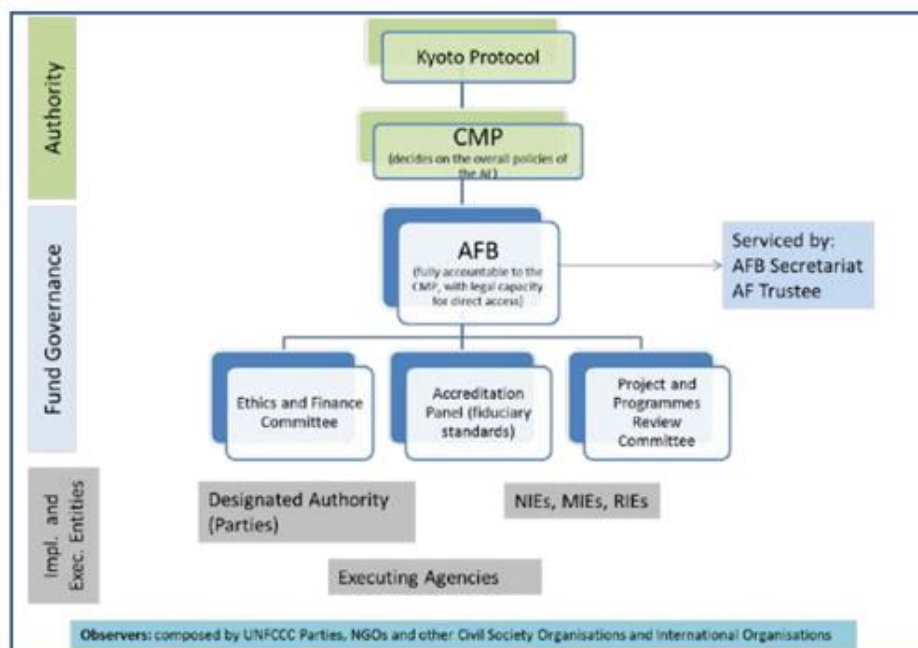 Authority
Kyoto Protocol
CMP
(decides on the overall policies of
the AF)
Fund Governance
AFB
(fully accountable to the
CMP, with legal capacity
for direct access)
Serviced by:
AFB Secretariat
AF Trustee
Ethics and Finance
Committee
Accreditation
Panel (fiduciary
standards)
Project and
Programmes
Review
Committee
Impl. and
Exec. Entities
Designated Authority
(Parties)
NIEs, MIEs, RIEs
Executing Agencies
Observers: composed by UNFCCC Parties, NGOs and other Civil Society Organisations and International Organisations